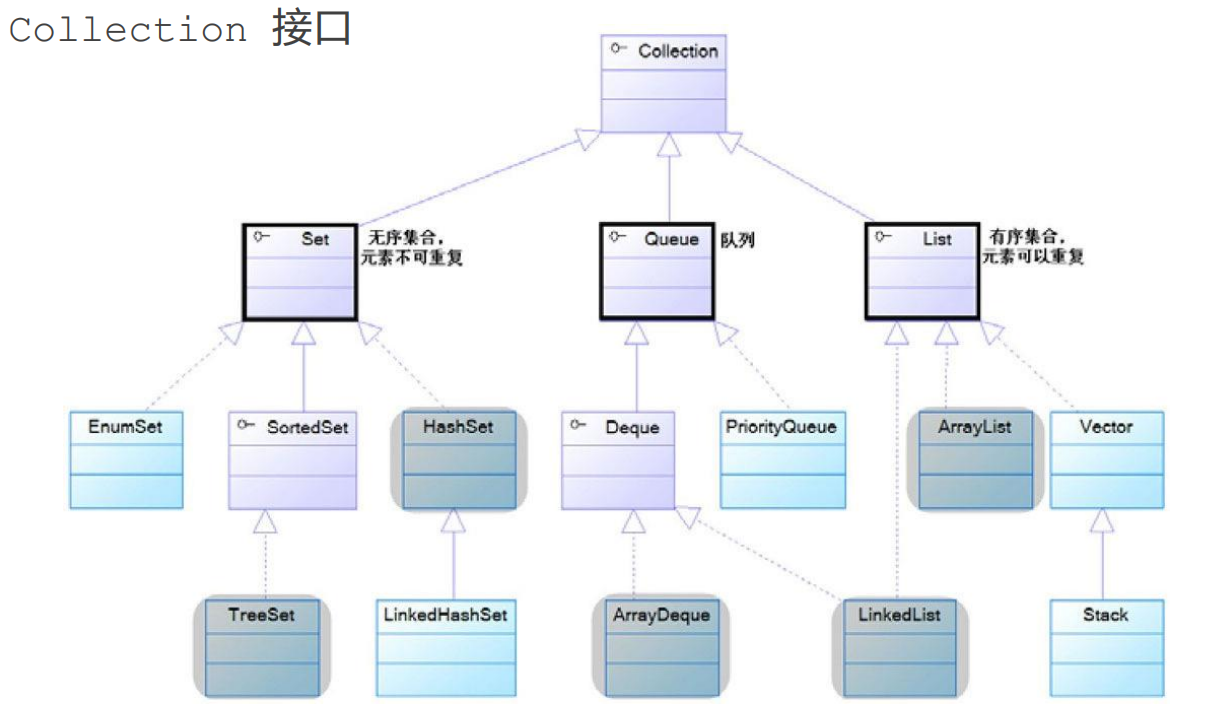 Collection 接口
Collection
Set
无序集合，
元素不可重复
Queue
队列
List
有序集合，
元素可以重复
EnumSet
SortedSet
HashSet
Deque
PriorityQueue
ArrayList
Vector
TreeSet
LinkedHashSet
ArrayDeque
LinkedList
Stack